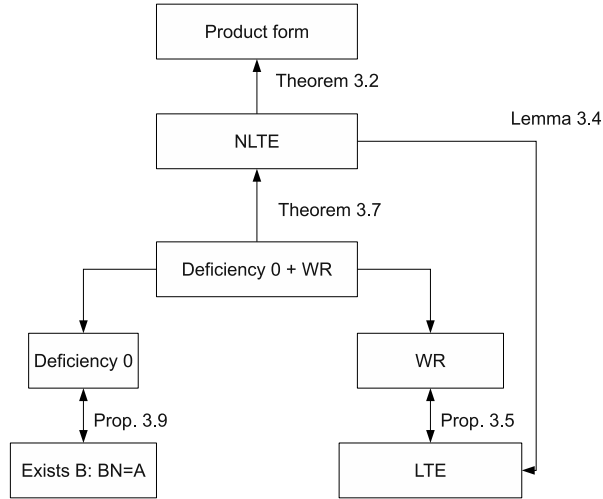 Product form
Theorem 3.2
Lemma 3.4
NLTE
Theorem 3.7
Deficiency 0 + WR
Deficiency 0
WR
Prop. 3.9
Prop. 3.5
Exists B: BN=A
LTE